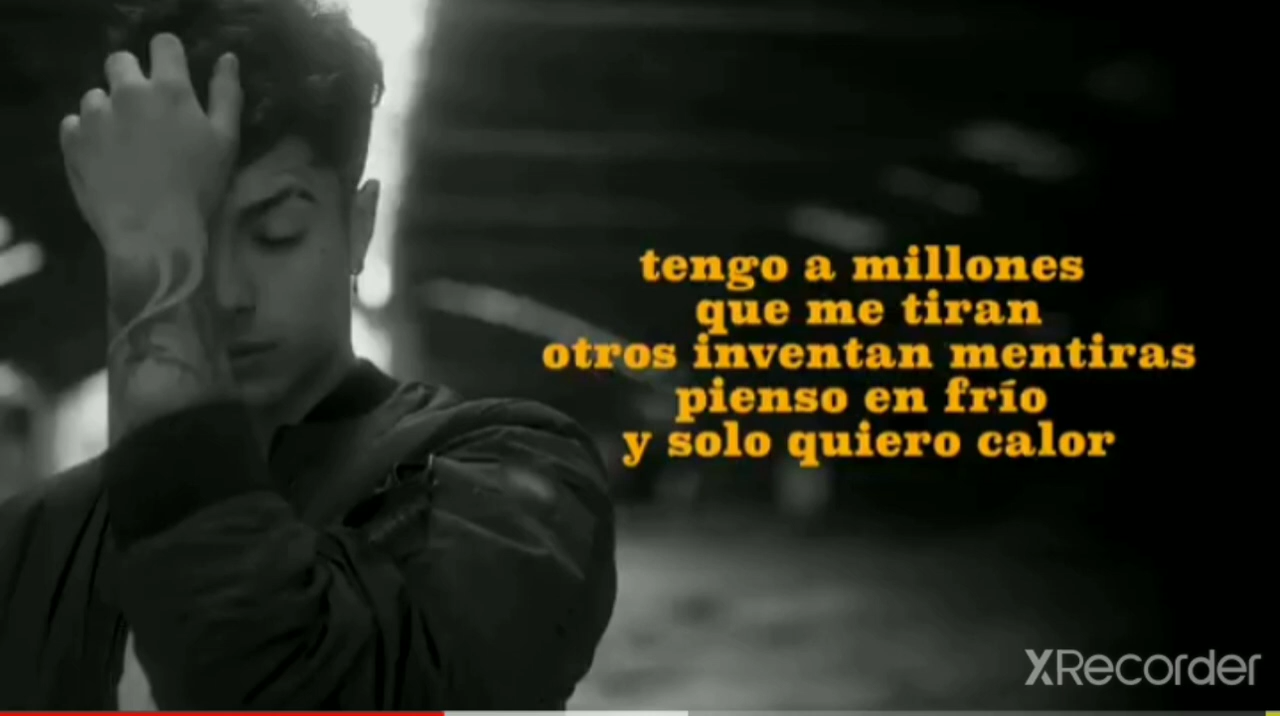 tengo a millones
que me tiran
otros inventan mentiras
pienso en frío
y solo quiero calor
XRecorder